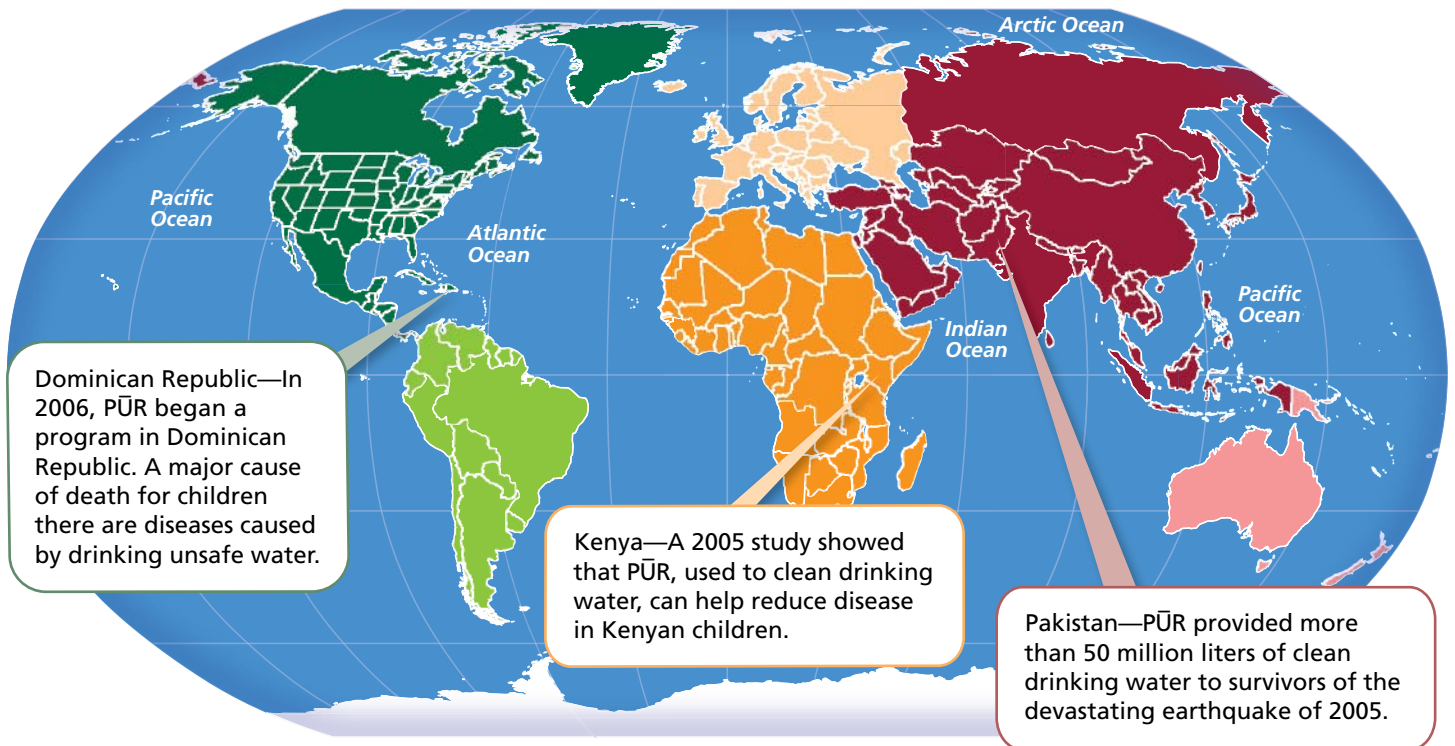 Arctic Ocean
Pacific
Ocean
Atlantic
Ocean
Indian
Ocean
Pacific
Ocean
Dominican Republic—In
2006, PŪR began a
program in Dominican
Republic. A major cause
of death for children
there are diseases caused
by drinking unsafe water.
Kenya—A 2005 study showed
that PŪR, used to clean drinking
water, can help reduce disease
in Kenyan children.
Pakistan—PŪR provided more
than 50 million liters of clean
drinking water to survivors of the
devastating earthquake of 2005.